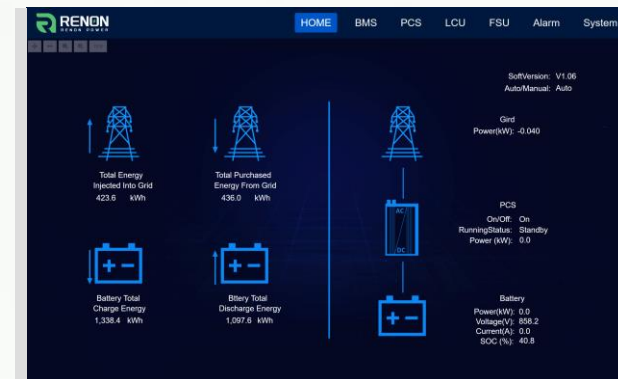 RENON
RENON POWER
HOME BMS PCS LCU FSU Alarm System
SoftVersion: V1.06
Auto/Manual: Auto
Total Energy
Injected Into Grid
423.6 kWh
Total Purchased
Energy From Grid
436.0 kWh
Battery Total
Charge Energy
1,338.4 kWh
Bttery Total
Discharge Energy
1,097.6 kWh
Gird
Power(kW): -0.040
AC
DC
PCS
On/Off: On
RunningStatus: Standby
Power (kW): 0.0
Battery
Power(kW): 0.0
Voltage(V): 858.2
Current(A): 0.0
SOC (%): 40.8